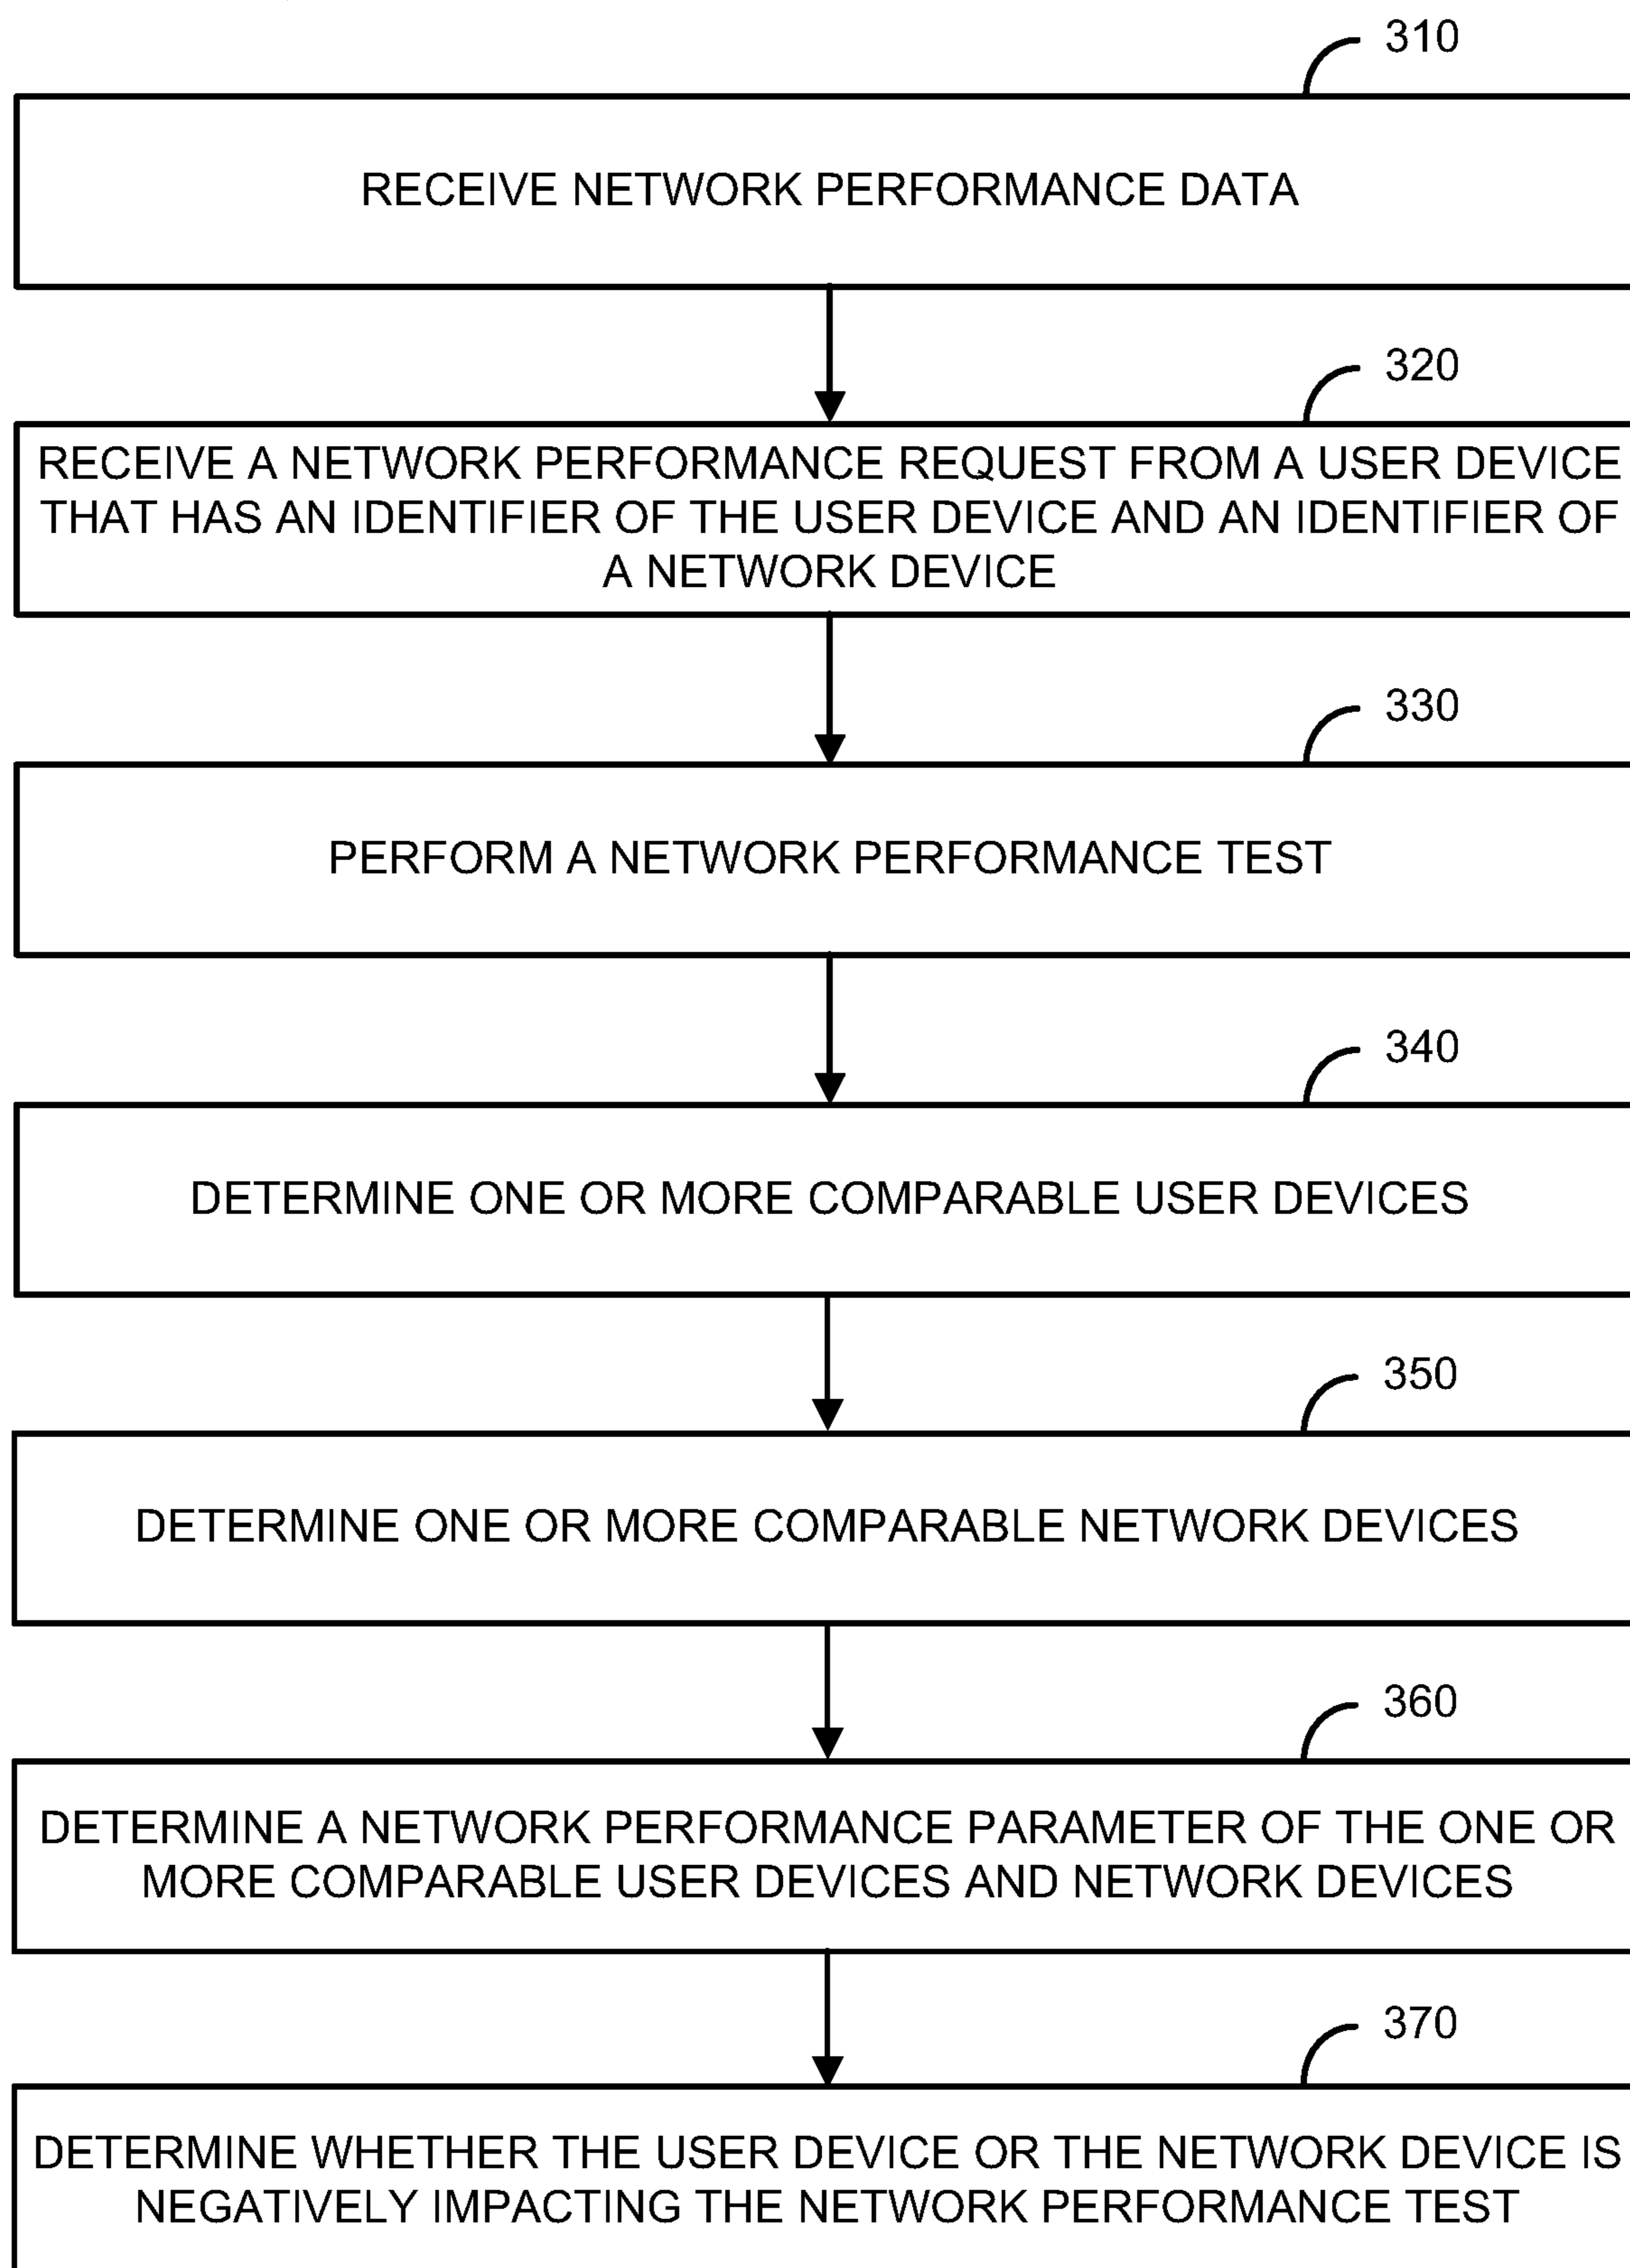 310
RECEIVE NETWORK PERFORMANCE DATA
320
RECEIVE A NETWORK PERFORMANCE REQUEST FROM A USER DEVICE
THAT HAS AN IDENTIFIER OF THE USER DEVICE AND AN IDENTIFIER OF
A NETWORK DEVICE
330
PERFORM A NETWORK PERFORMANCE TEST
340
DETERMINE ONE OR MORE COMPARABLE USER DEVICES
350
DETERMINE ONE OR MORE COMPARABLE NETWORK DEVICES
360
DETERMINE A NETWORK PERFORMANCE PARAMETER OF THE ONE OR
MORE COMPARABLE USER DEVICES AND NETWORK DEVICES
370
DETERMINE WHETHER THE USER DEVICE OR THE NETWORK DEVICE IS
NEGATIVELY IMPACTING THE NETWORK PERFORMANCE TEST